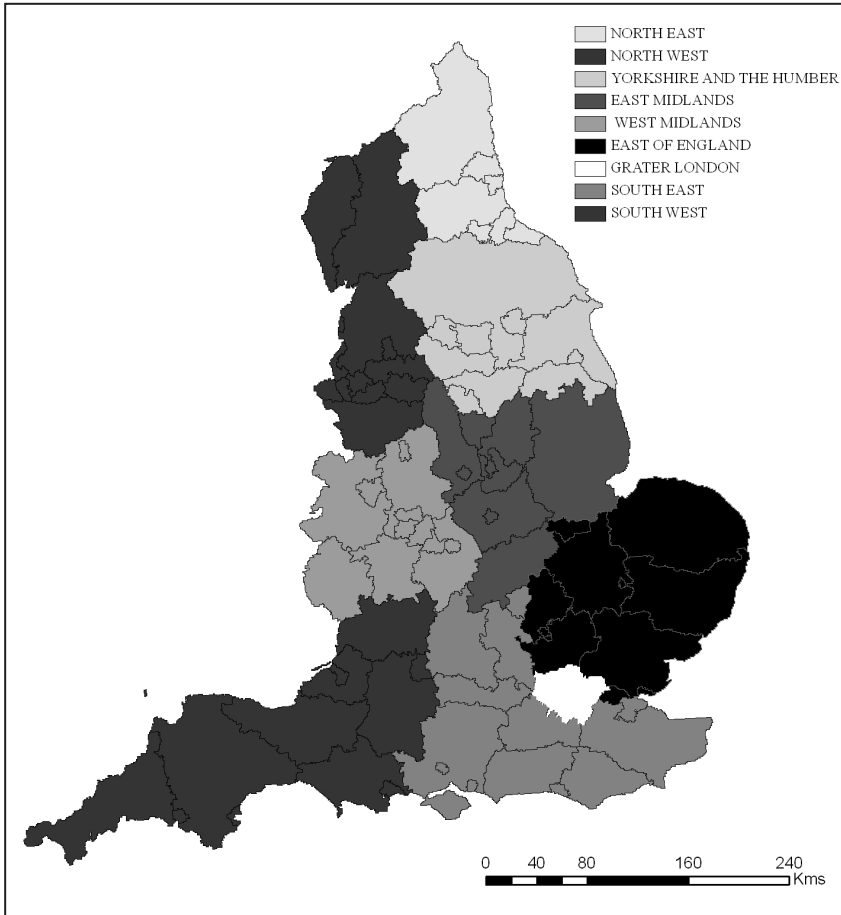 NORTH EAST
NORTH WEST
YORKSHIRE AND THE HUMBER
EAST MIDLANDS
WEST MIDLANDS
EAST OF ENGLAND
GRATER LONDON
SOUTH EAST
SOUTH WEST
0 40 80 160 240
Kms